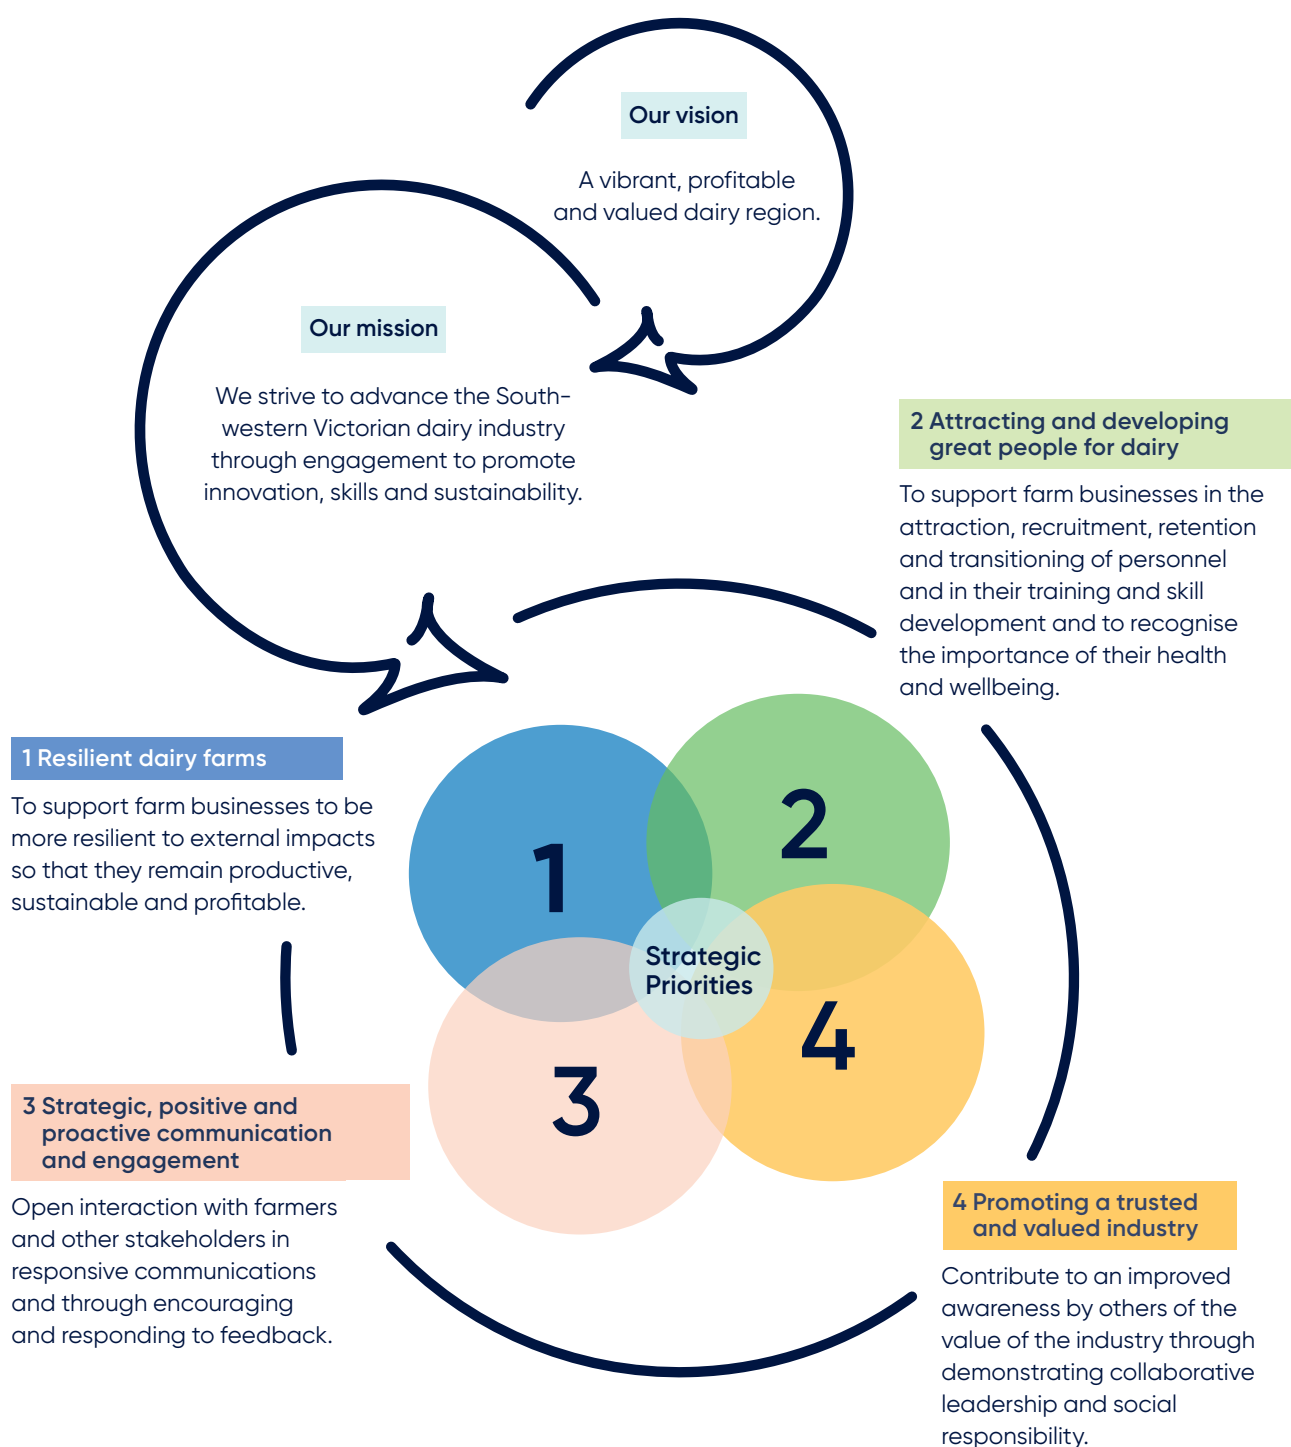 Our vision
A vibrant, profitable
and valued dairy region.
Our mission
We strive to advance the South-
western Victorian dairy industry
through engagement to promote
innovation, skills and sustainability.
2 Attracting and developing
great people for dairy
To support farm businesses in the
attraction, recruitment, retention
and transitioning of personnel
and in their training and skill
development and to recognise
the importance of their health
and wellbeing.
1 Resilient dairy farms
To support farm businesses to be
more resilient to external impacts
so that they remain productive,
sustainable and profitable.
1
2
Strategic
Priorities
3
4
3 Strategic, positive and
proactive communication
and engagement
Open interaction with farmers
and other stakeholders in
responsive communications
and through encouraging
and responding to feedback.
4 Promoting a trusted
and valued industry
Contribute to an improved
awareness by others of the
value of the industry through
demonstrating collaborative
leadership and social
responsibility.